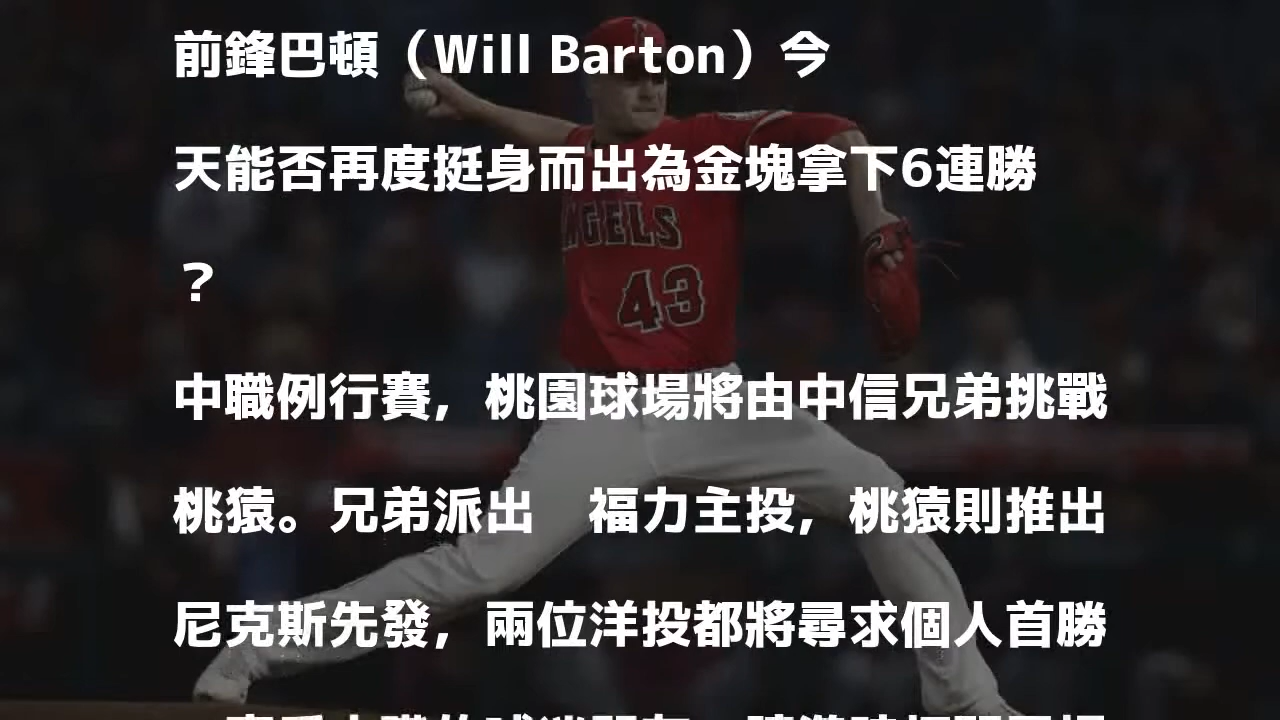 前鋒巴頓（Will Barton）今
天能否再度挺身而出為金塊拿下6連勝
？
中職例行賽，桃園球場將由中信兄弟挑戰
桃猿。兄弟派出　福力主投，桃猿則推出
尼克斯先發，兩位洋投都將尋求個人首勝
ANGELS
43